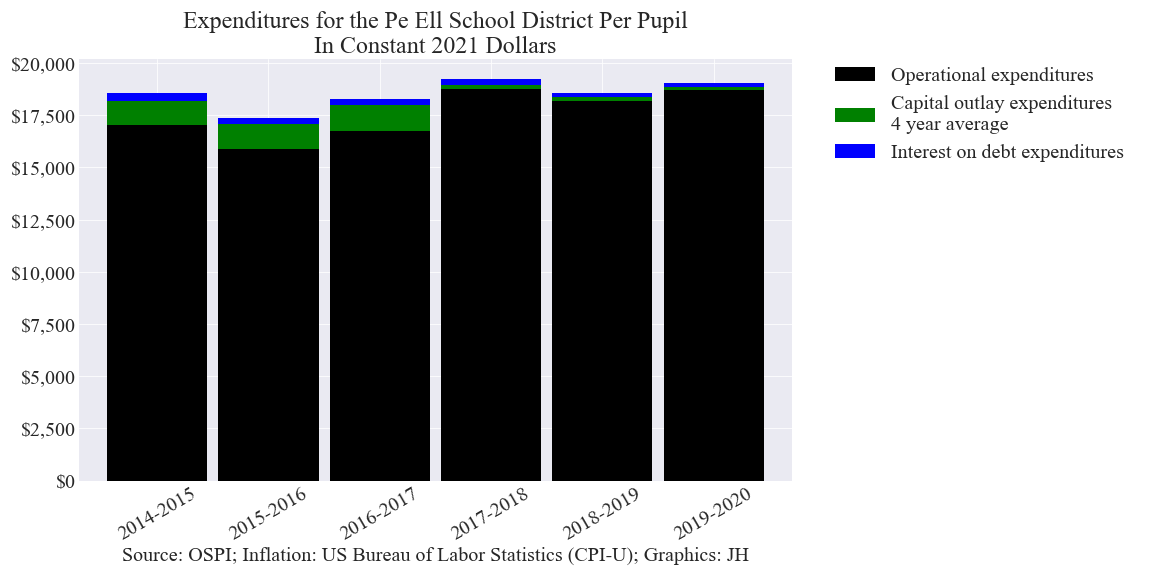 Expenditures for the Pe Ell School District Per Pupil
In Constant 2021 Dollars
$20,000
$17,500
$15,000
$12,500
$10,000
$7,500
$5,000
$2,500
$0
2014-2015
2015-2016
2016-2017
2017-2018
2018-2019
2019-2020
Source: OSPI; Inflation: US Bureau of Labor Statistics (CPI-U); Graphics: JH
Operational expenditures
Capital outlay expenditures
4 year average
Interest on debt expenditures